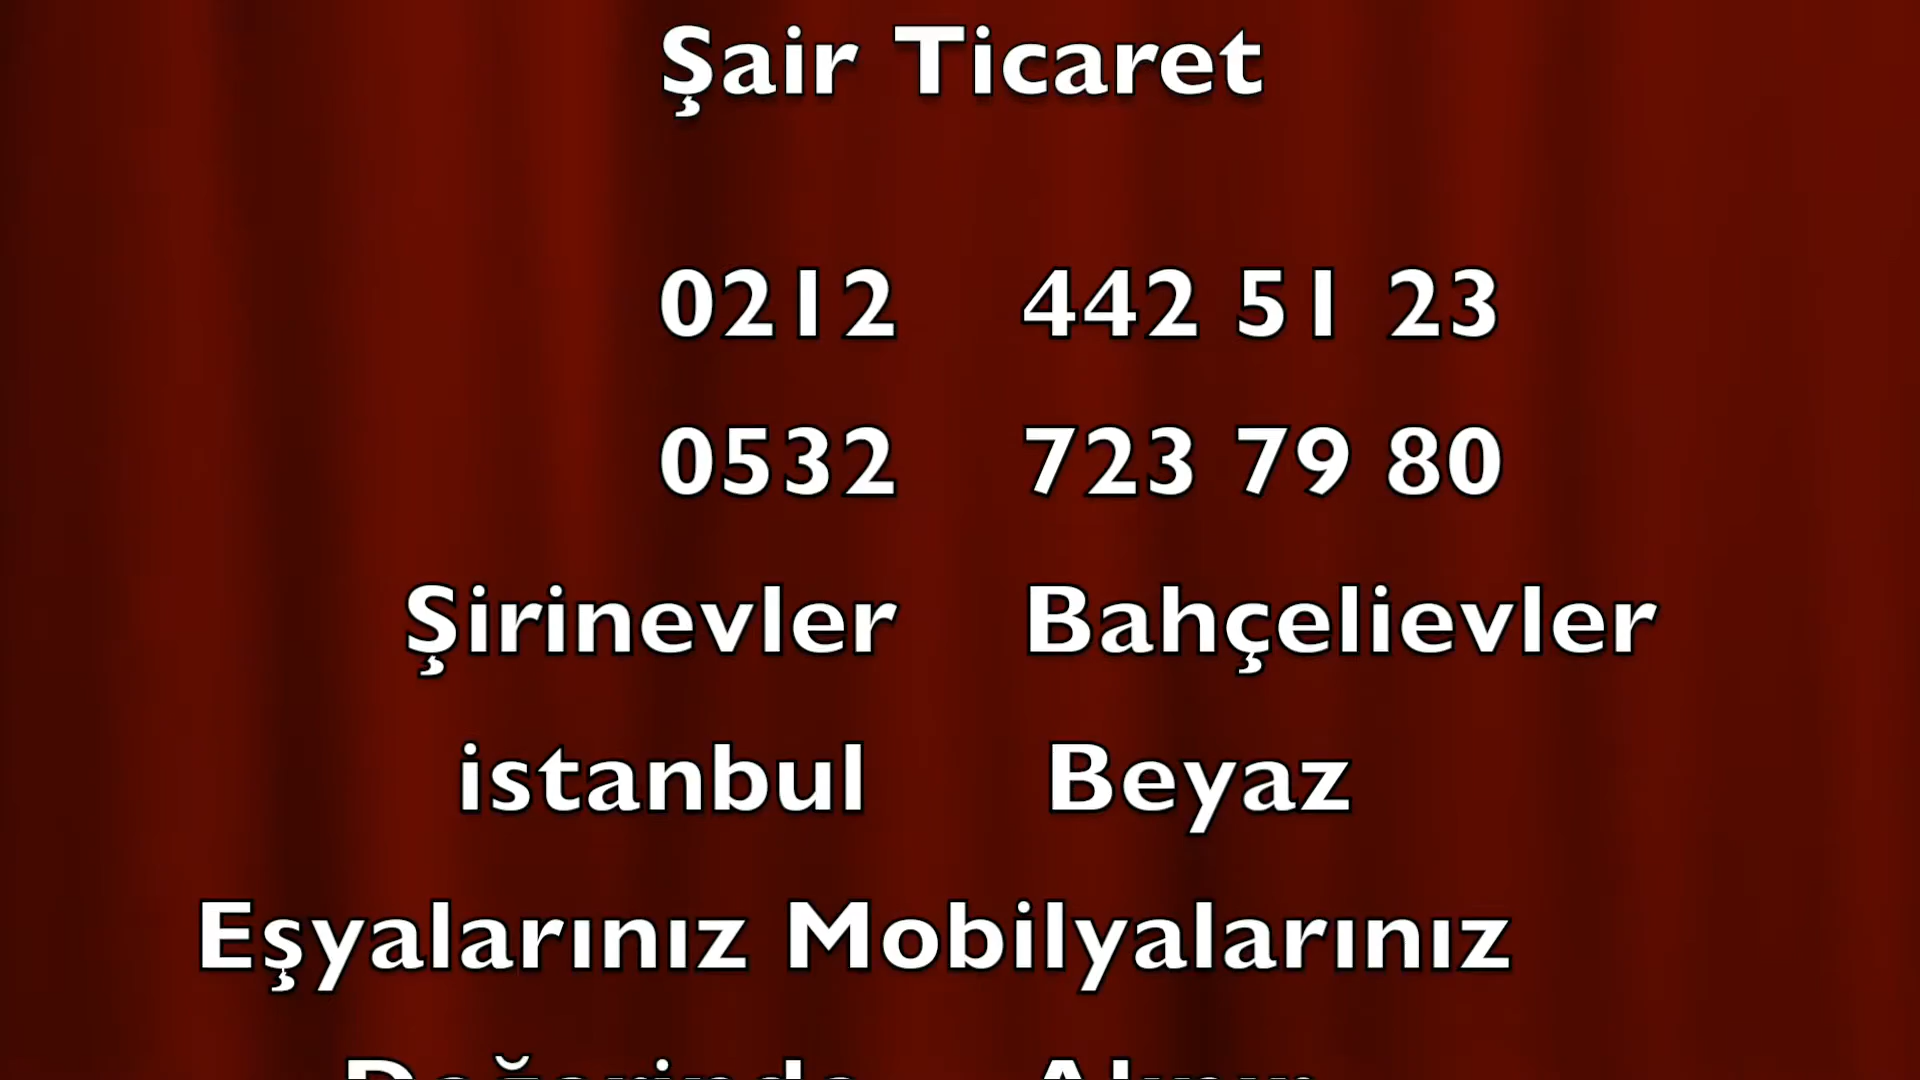 Şair Ticaret
0212 442 51 23
0532 723 79 80
Şirinevler Bahçelievler
istanbul Beyaz
Eşyalarınız Mobilyalarınız